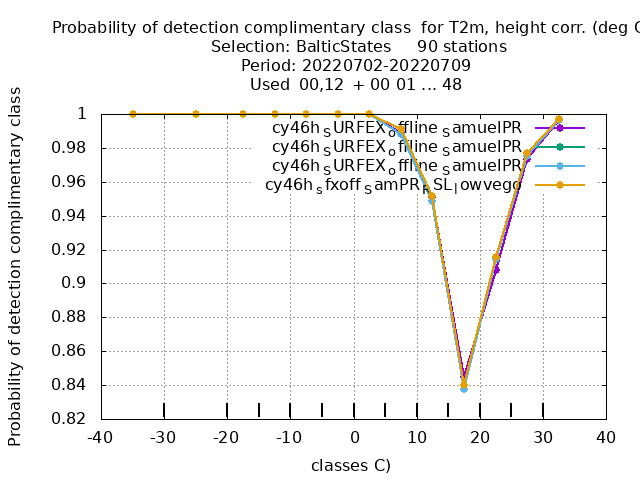 Probability of detection complimentary class for T2m, height corr. (deg C
Selection: BalticStates 90 stations
Period: 20220702-20220709
Used 00,12 + 00 01 ... 48
Probability of detection complimentary class
1
0.98
0.96
0.94
0.92
0.9
0.88
0.86
0.84
0.82
cy46h_SURFEX_offline_SamuelPR
cy46h_SURFEX_offline_SamuelPR
cy46h_SURFEX_offline_SamuelPR
cy46h_sfxoff_SamPR_RSL_lowvego
-40 -30 -20 -10 0 10 20 30 40
classes C)